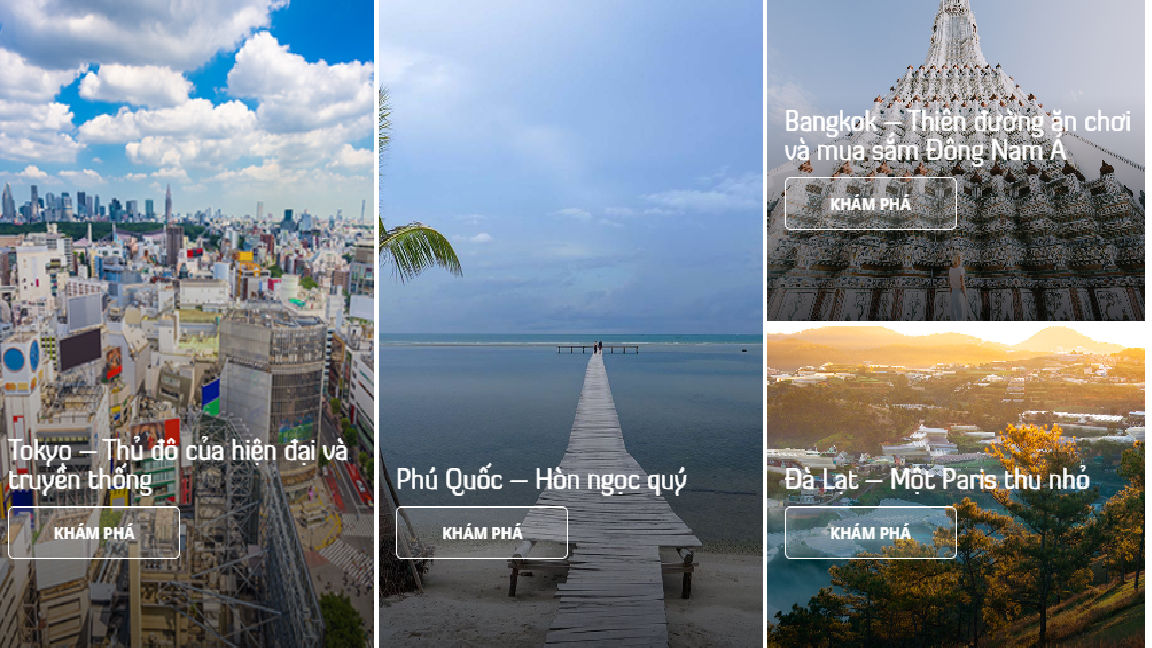 Tokyo – Thủ đô của hiện đại và
truyền thống
KHÁM PHÁ
Phú Quốc – Hòn ngọc quý
KHÁM PHÁ
Bangkok – Thiên đường ăn chơi
và mua sắm Đông Nam Á
KHÁM PHÁ
Đà Lạt – Một Paris thu nhỏ
KHÁM PHÁ